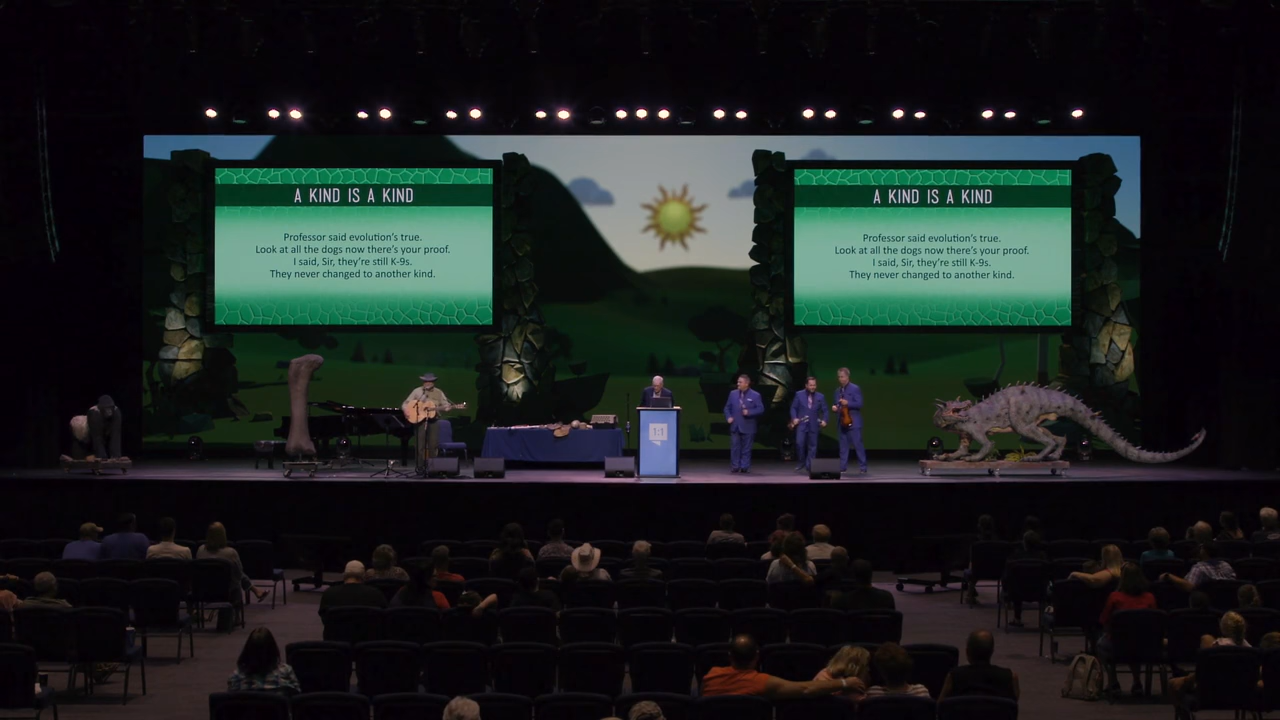 A KIND IS A KIND
Professor said evolution's true.
Look at all the dogs now there's your proof.
I said, Sir, they're still K-9s.
They never changed to another kind.
A KIND IS A KIND
Professor said evolution's true.
Look at all the dogs now there's your proof.
I said, Sir, they're still K-9s.
They never changed to another kind.
1:1